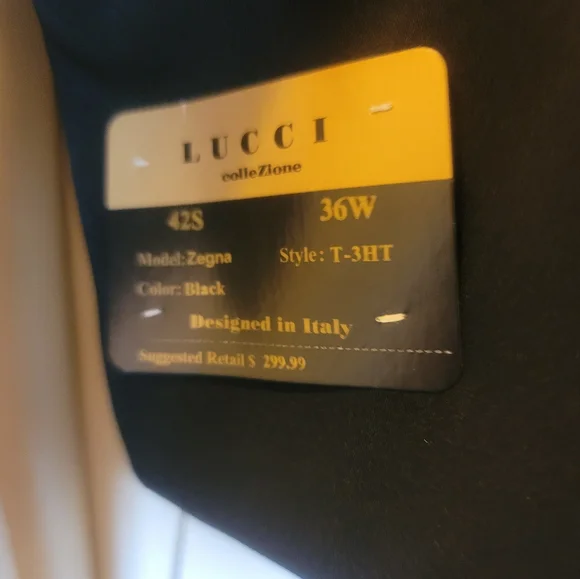 LUCCI
colleZione
42S 36W
Model: Zegna Style: T-3HT
Color: Black
Designed in Italy
Suggested Retail $ 299.99